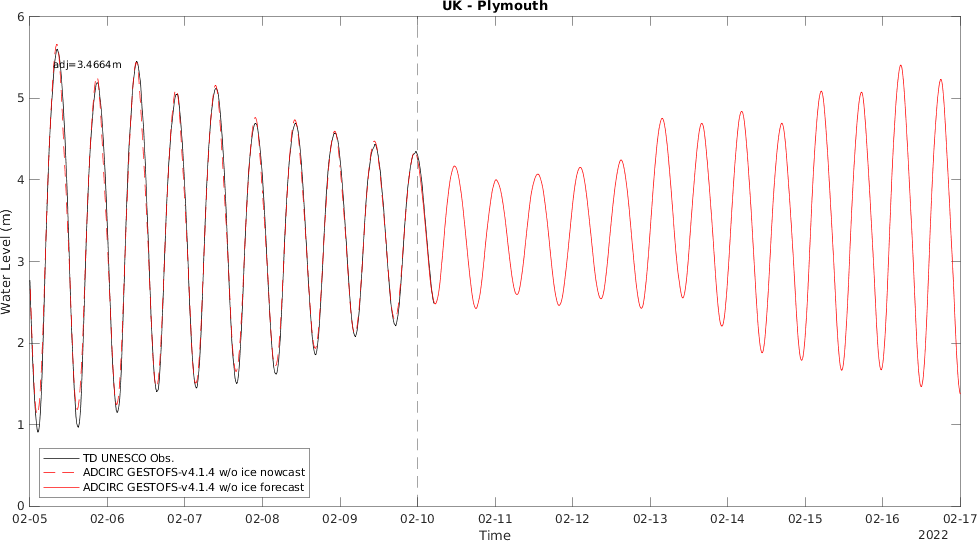 UK - Plymouth
adj=3.4664m
Water Level (m)
6
5
4
3
2
1
0
TD UNESCO Obs.
ADCIRC GESTOFS-v4.1.4 w/o ice nowcast
ADCIRC GESTOFS-v4.1.4 w/o ice forecast
02-05 02-06 02-07 02-08 02-09 02-10 02-11 02-12 02-13 02-14 02-15 02-16 02-17
Time
2022